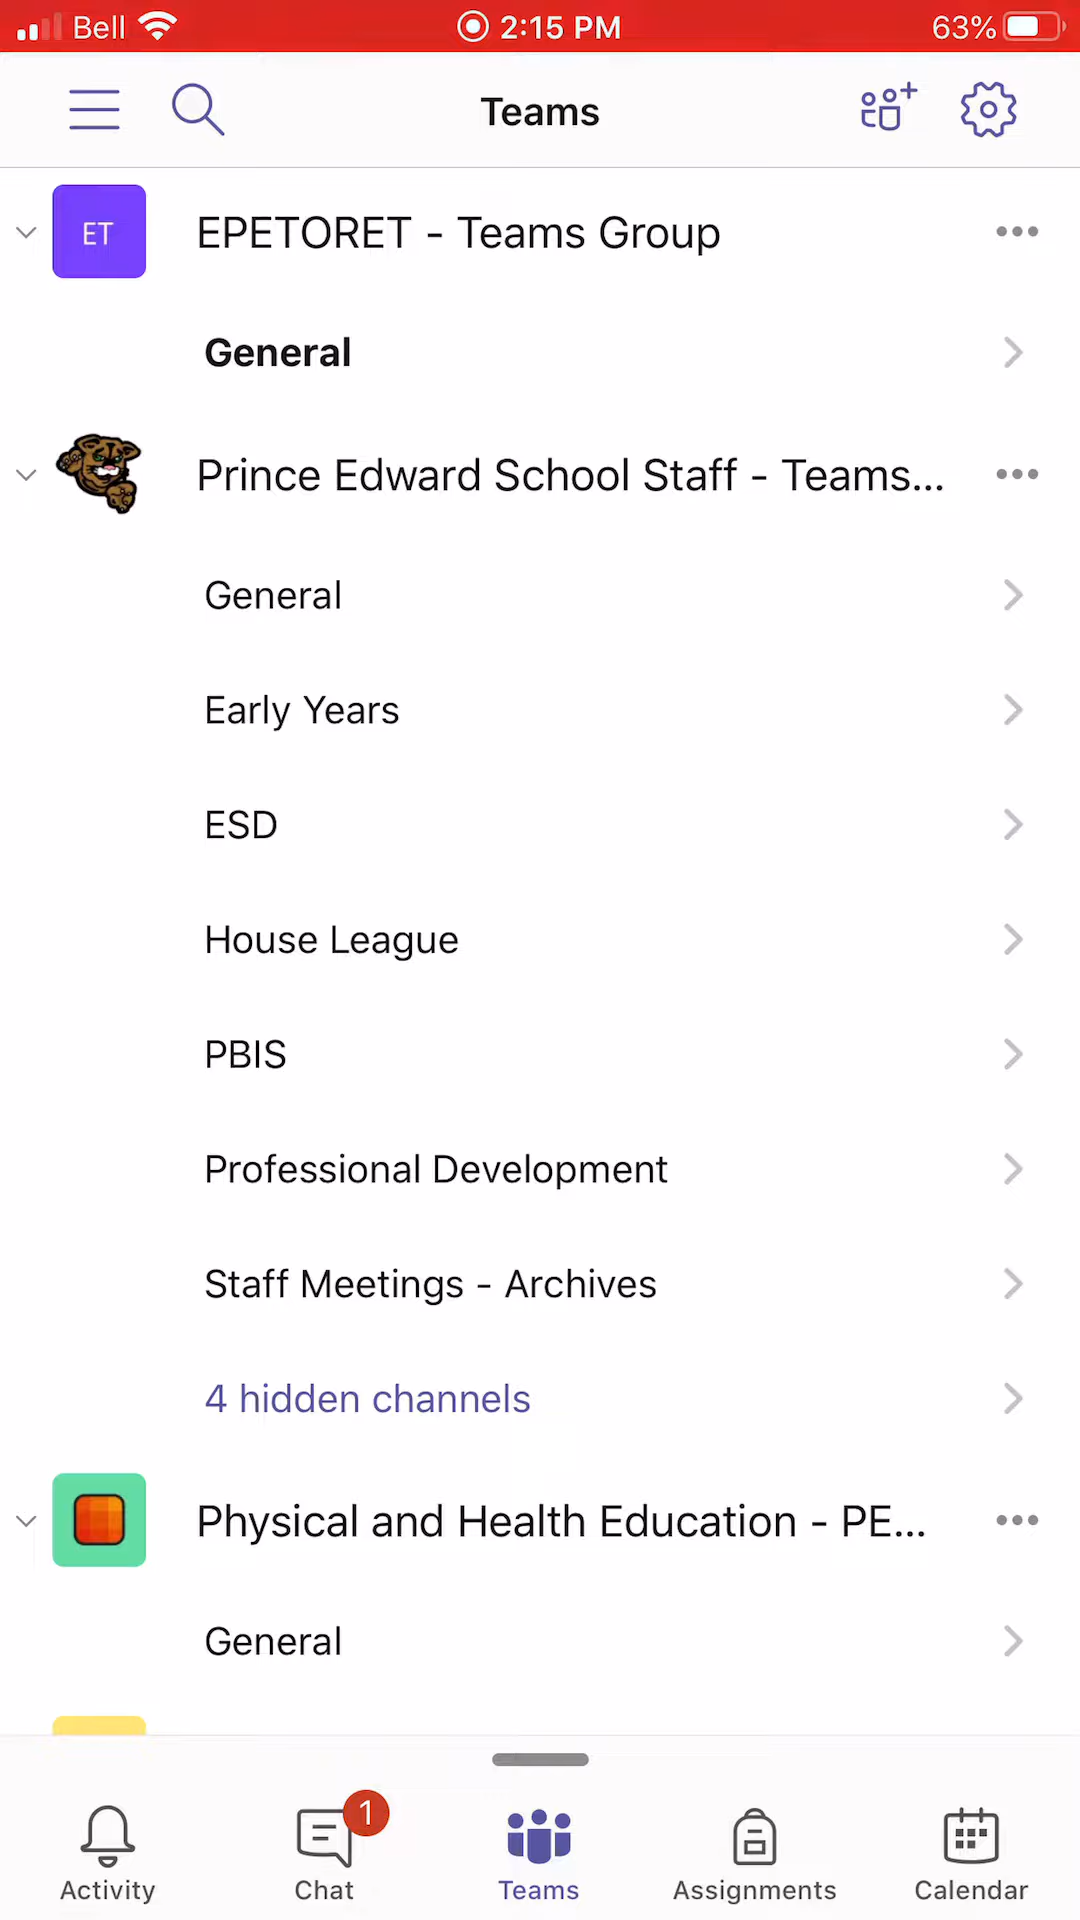 Bell 2:15 PM 63%
Teams
ET EPETORET - Teams Group
General
Prince Edward School Staff - Teams...
General
Early Years
ESD
House League
PBIS
Professional Development
Staff Meetings - Archives
4 hidden channels
Physical and Health Education - PE...
General
1
Activity Chat Teams Assignments Calendar